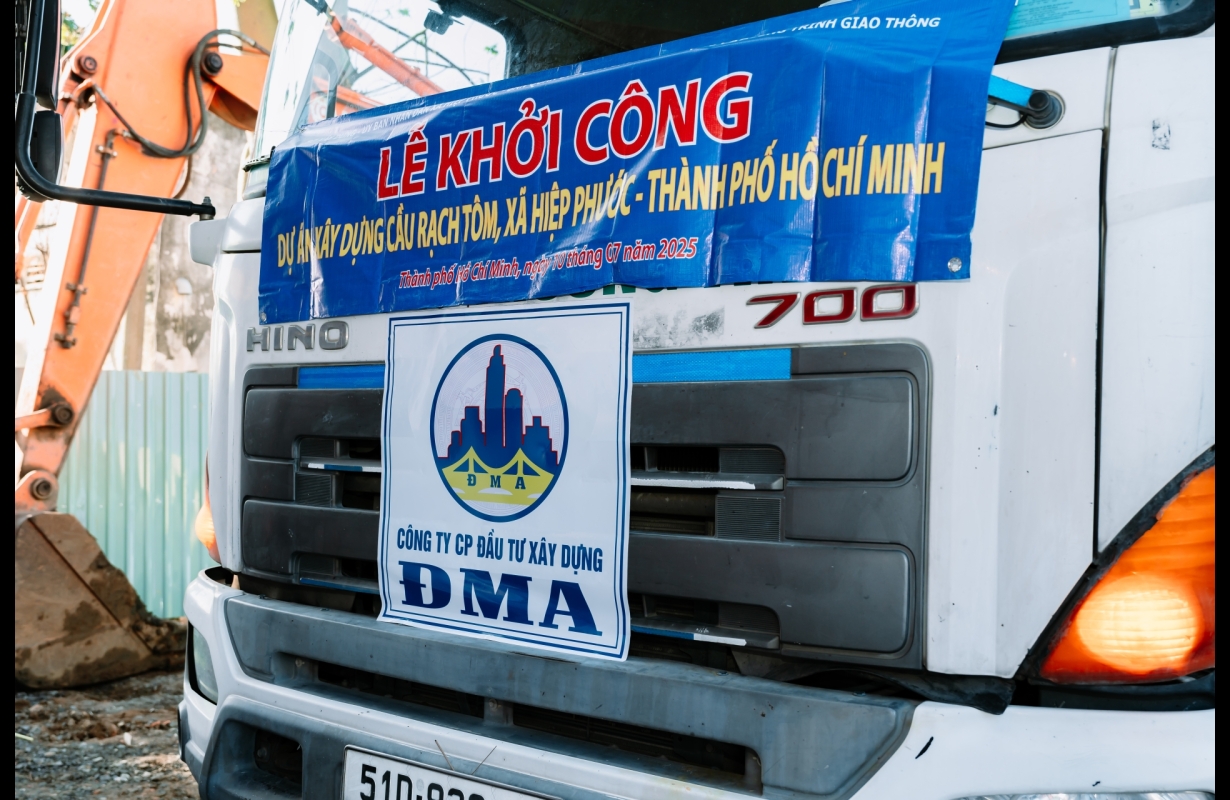 TRÌNH GIAO THÔNG
LỄ KHỞI CÔNG
DỰ ÁN XÂY DỰNG CẦU RẠCH TÔM, XÃ HIỆP PHƯỚC - THÀNH PHỐ HỒ CHÍ MINH
Thành phố Hồ Chí Minh, ngày 10 tháng 07 năm 2025
HINO
700
ĐMA
CÔNG TY CP ĐẦU TƯ XÂY DỰNG
ĐMA